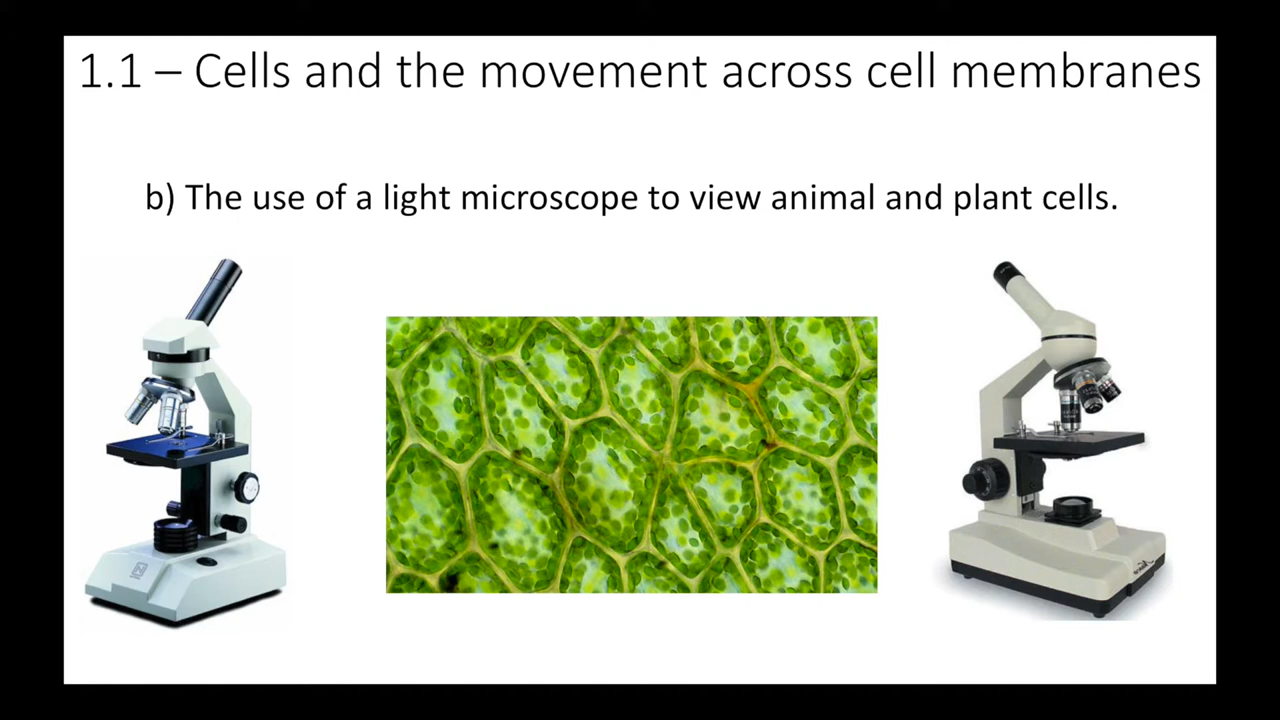 1.1 – Cells and the movement across cell membranes
b) The use of a light microscope to view animal and plant cells.